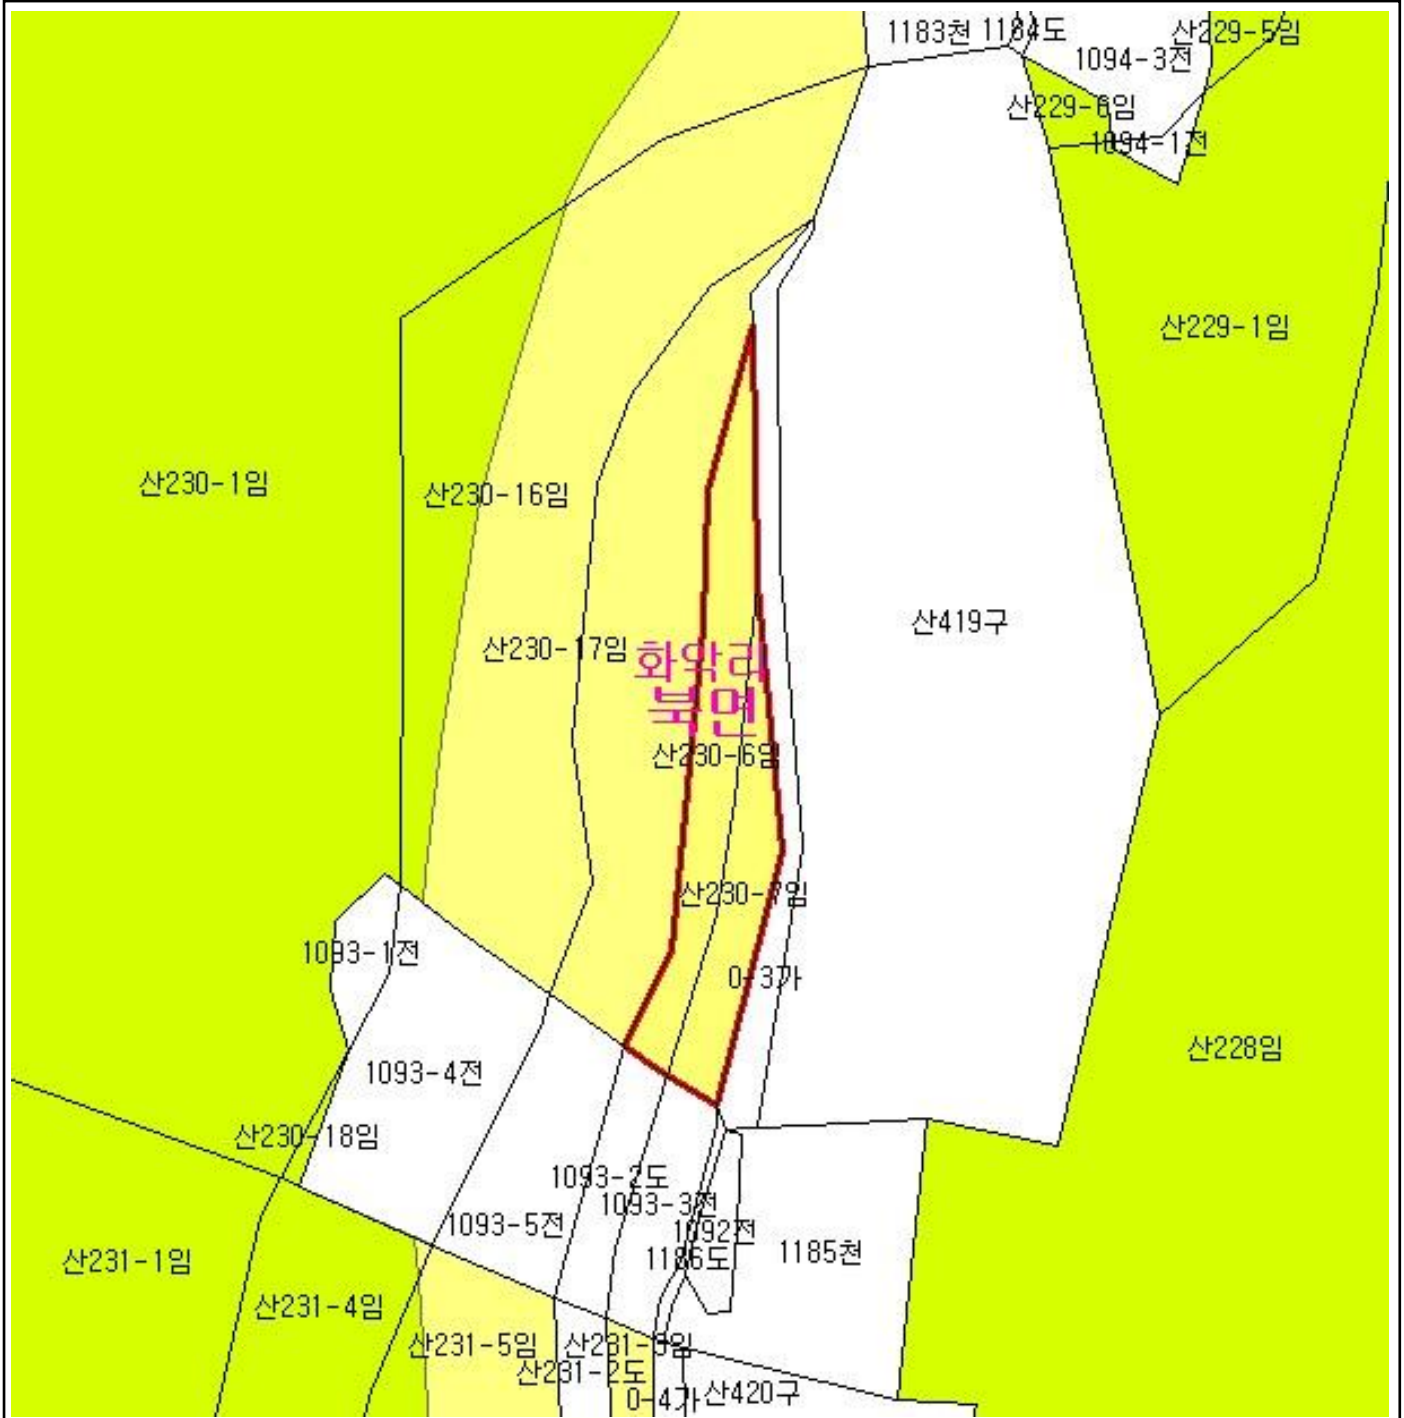 1183천 1184도 산229-5임
1094-3전
산229-6임
1094-1전
산229-1임
산230-1임
산230-16임
산419구
산230-17임
화악리
북면
산230-6임
산230-7임
0-3가
1093-1전
산228임
1093-4전
산230-18임
1093-2도
1093-3전
1093-5전
1092전
1186도
1185천
산231-1임
산231-4임
산231-5임
산231-3임
산231-2도
0-4가
산420구